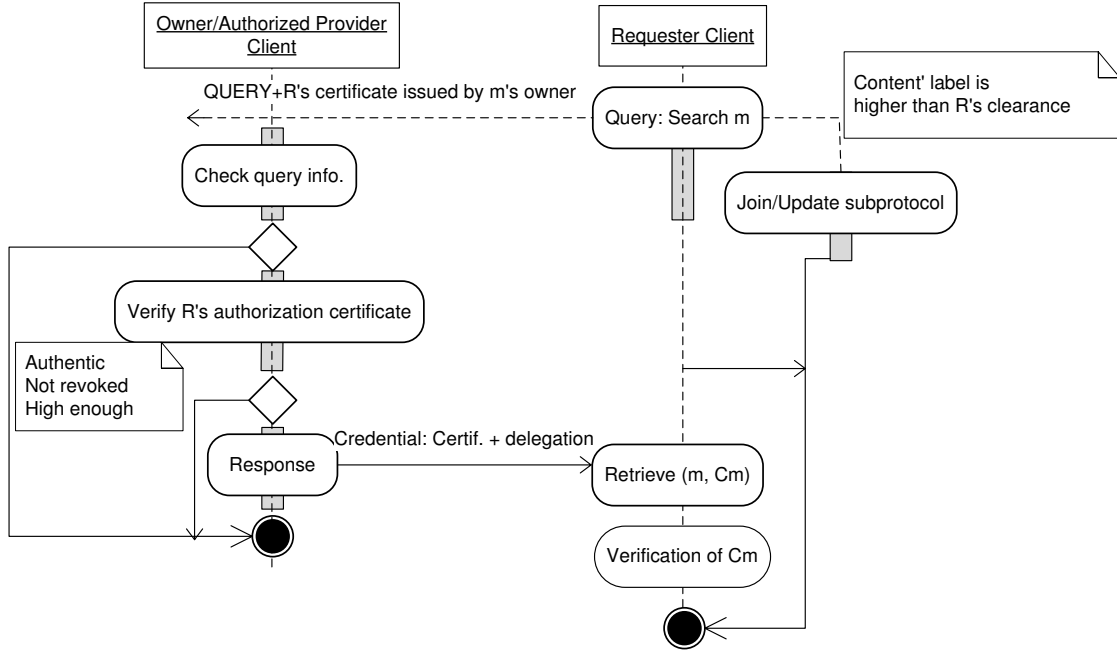 Owner/Authorized Provider
Client
Requester Client
Content' label is
higher than R's clearance
QUERY+R's certificate issued by m's owner
Query: Search m
Check query info.
Join/Update subprotocol
Verify R's authorization certificate
Authentic
Not revoked
High enough
Credential: Certif. + delegation
Response
Retrieve (m, Cm)
Verification of Cm